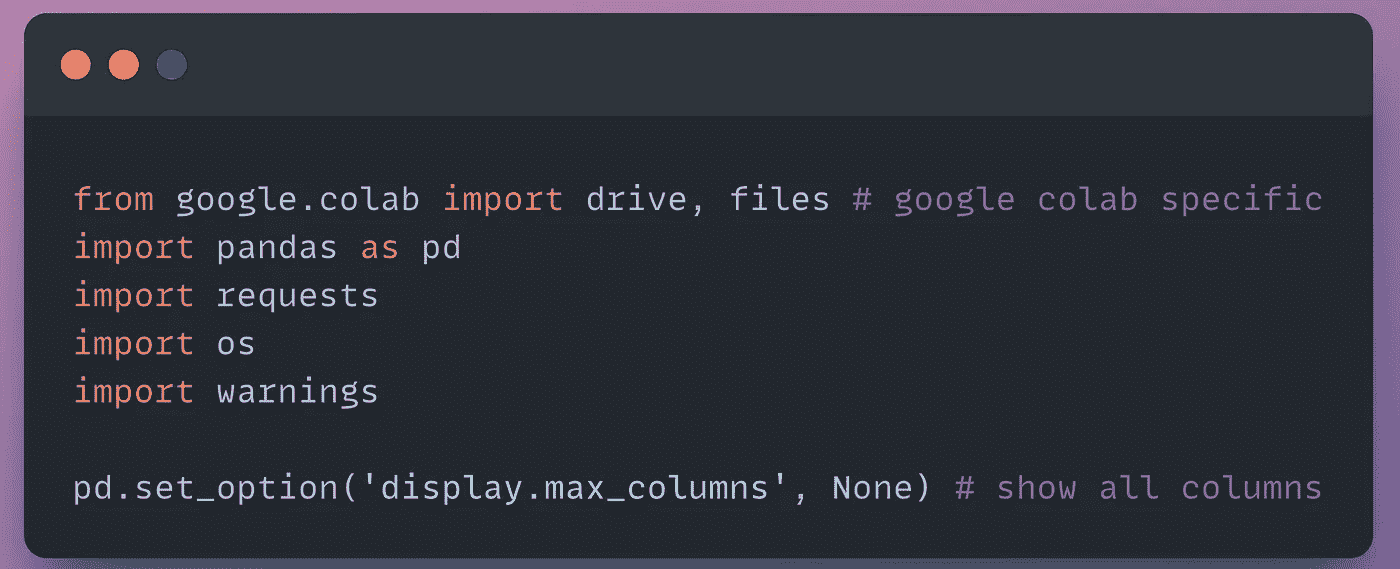 from google.colab import drive, files # google colab specific
import pandas as pd
import requests
import os
import warnings
pd.set_option('display.max_columns', None) # show all columns